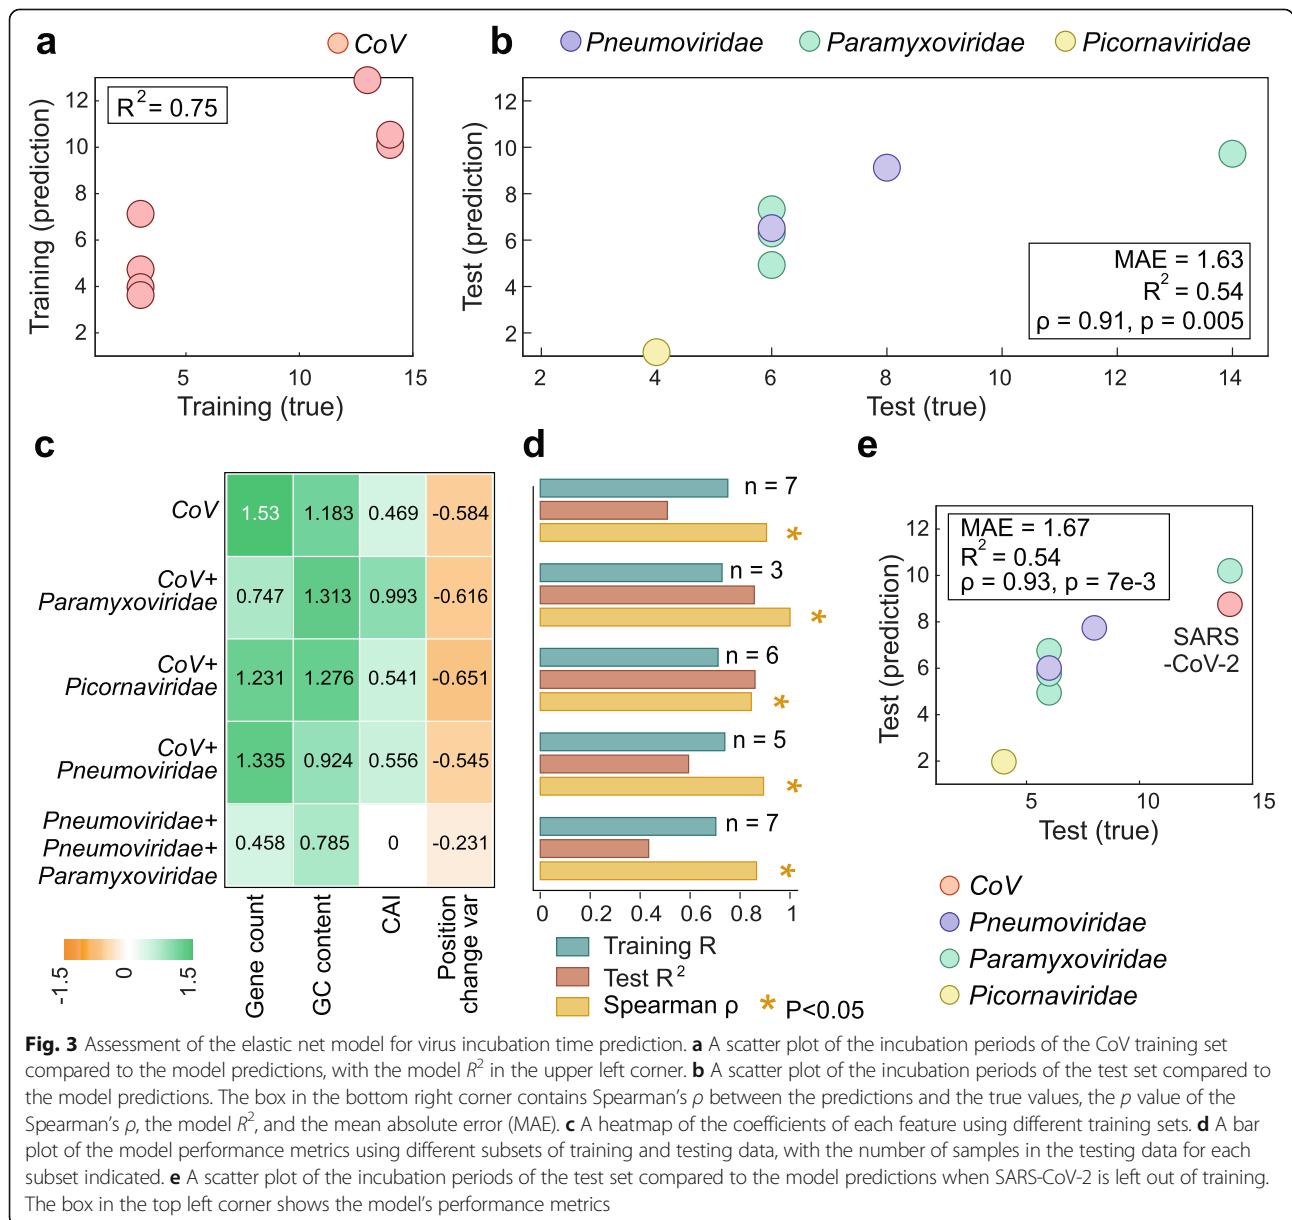 a
CoV
R² = 0.75
12
10
8
6
4
2
5
10
15
Training (prediction)
Training (true)
b
Pneumoviridae
Paramyxoviridae
Picornaviridae
12
10
8
6
4
2
2
4
6
8
10
12
14
Test (prediction)
Test (true)
MAE = 1.63
R² = 0.54
ρ = 0.91, p = 0.005
c
CoV
1.53 1.183 0.469 -0.584
CoV+
Paramyxoviridae
0.747 1.313 0.993 -0.616
CoV+
Picornaviridae
1.231 1.276 0.541 -0.651
CoV+
Pneumoviridae
1.335 0.924 0.556 -0.545
Pneumoviridae+
Pneumoviridae+
Paramyxoviridae
0.458 0.785 0 -0.231
Gene count
GC content
CAI
Position
change var
-1.5
0
1.5
d
n = 7
*
n = 3
*
n = 6
*
n = 5
*
n = 7
*
0 0.2 0.4 0.6 0.8 1
Training R
Test R²
Spearman ρ
* P<0.05
e
MAE = 1.67
R² = 0.54
ρ = 0.93, p = 7e-3
12
10
8
6
4
2
5
10
15
Test (prediction)
Test (true)
SARS
-CoV-2
CoV
Pneumoviridae
Paramyxoviridae
Picornaviridae
Fig. 3 Assessment of the elastic net model for virus incubation time prediction. a A scatter plot of the incubation periods of the CoV training set
compared to the model predictions, with the model R² in the upper left corner. b A scatter plot of the incubation periods of the test set compared to
the model predictions. The box in the bottom right corner contains Spearman's ρ between the predictions and the true values, the p value of the
Spearman's ρ, the model R², and the mean absolute error (MAE). c A heatmap of the coefficients of each feature using different training sets. d A bar
plot of the model performance metrics using different subsets of training and testing data, with the number of samples in the testing data for each
subset indicated. e A scatter plot of the incubation periods of the test set compared to the model predictions when SARS-CoV-2 is left out of training.
The box in the top left corner shows the model's performance metrics